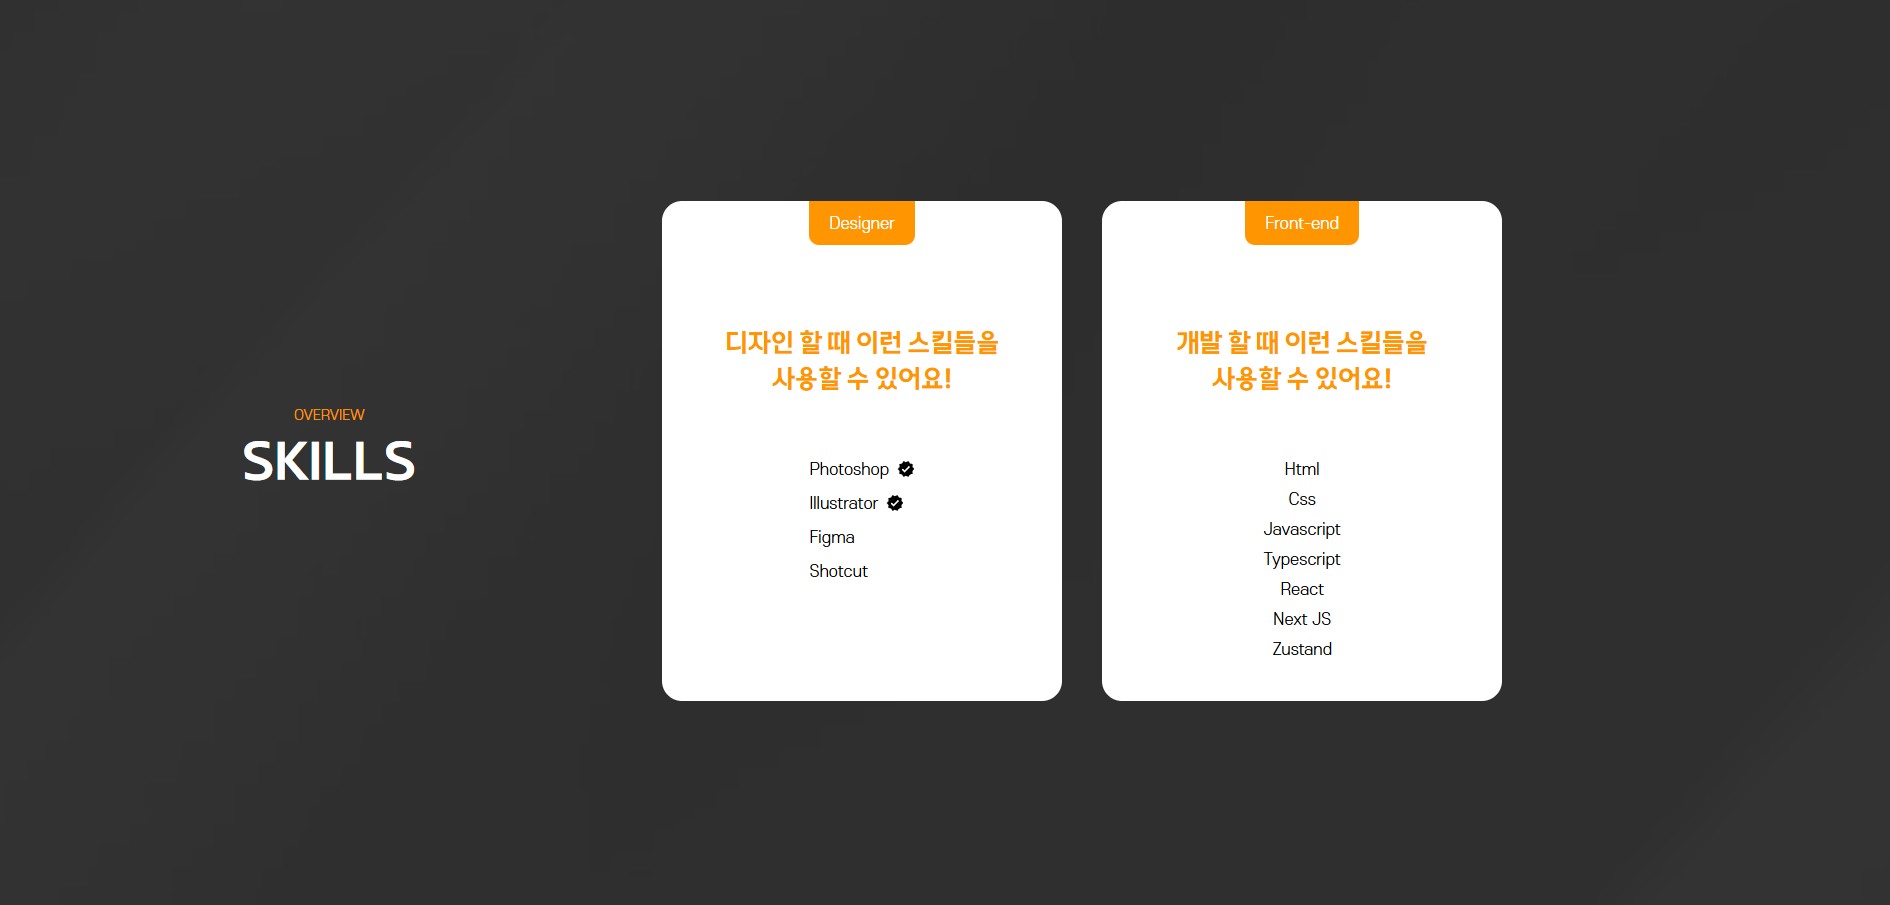 OVERVIEW
SKILLS
Designer
디자인 할 때 이런 스킬들을
사용할 수 있어요!
Photoshop
Illustrator
Figma
Shotcut
Front-end
개발 할 때 이런 스킬들을
사용할 수 있어요!
Html
Css
Javascript
Typescript
React
Next JS
Zustand